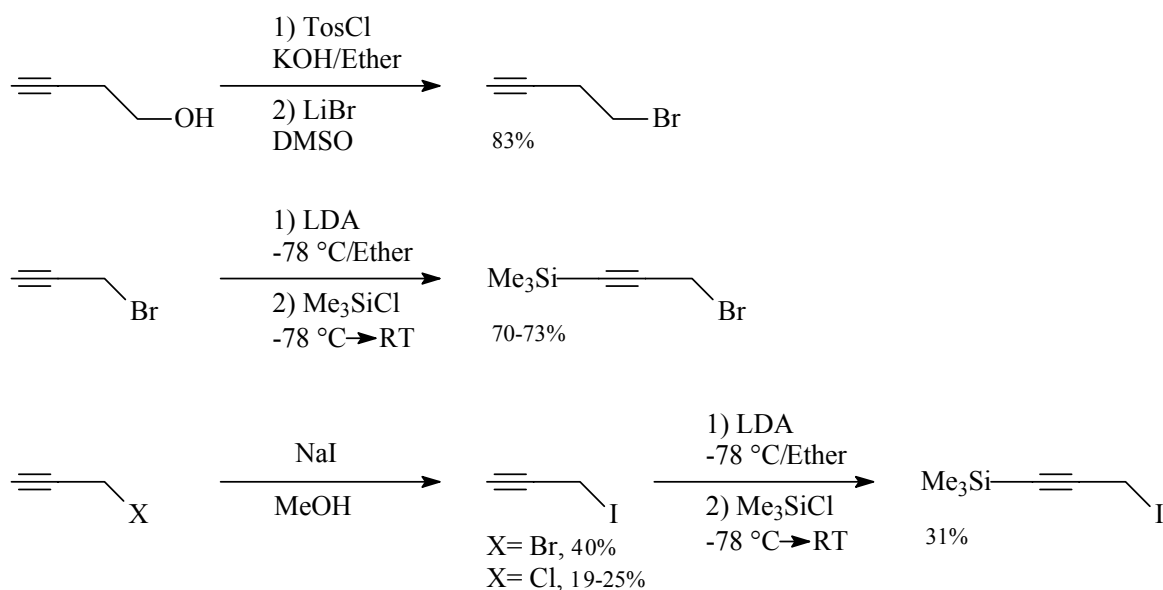 1) TosCl
KOH/Ether
OH
2) LiBr
DMSO
Br
83%
1) LDA
-78 °C/Ether
Br
2) Me3SiCl
-78 °C→RT
Me3Si
Br
70-73%
X
NaI
MeOH
I
X= Br, 40%
X= Cl, 19-25%
1) LDA
-78 °C/Ether
2) Me3SiCl
-78 °C→RT
Me3Si
I
31%